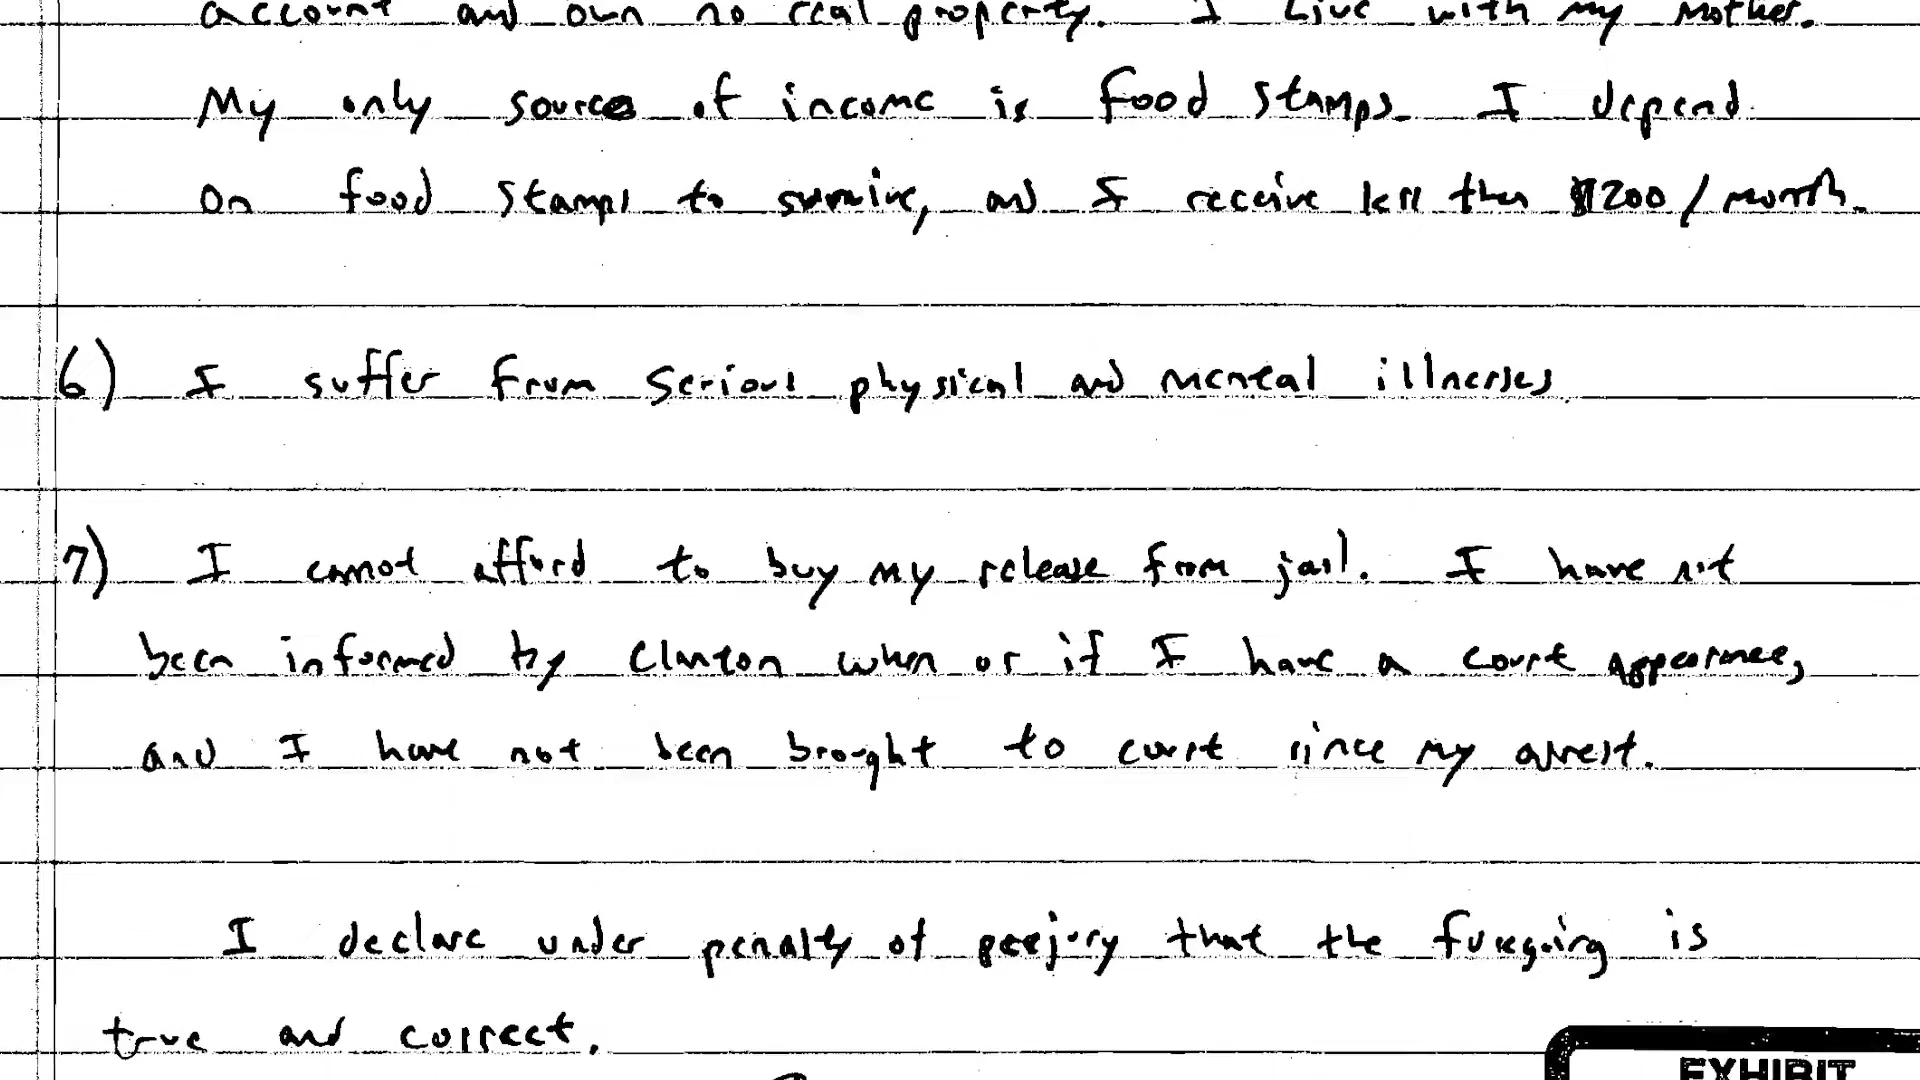 account and own no real property. I live with my mother.
My only source of income is food stamps. I depend
on food stamps to survive, and I receive less than $200/month.
6) I suffer from serious physical and mental illnesses.
7) I cannot afford to buy my release from jail. I have not
been informed by Clanton when or if I have a court appearance,
and I have not been brought to court since my arrest.
I declare under penalty of perjury that the foregoing is
true and correct.
EXHIBIT